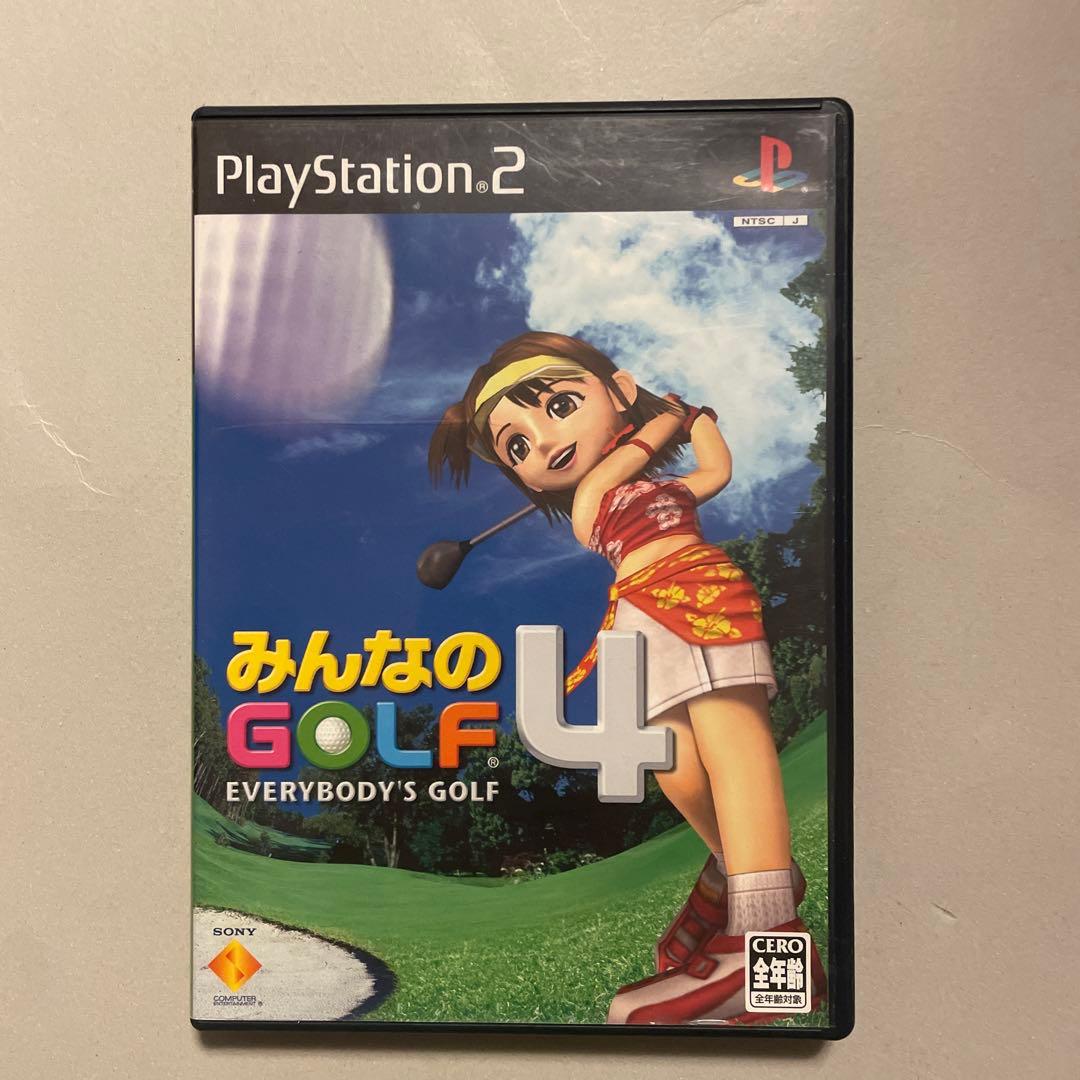 PlayStation®2
®
NTSC J
みんなの
GOLF®
4
EVERYBODY'S GOLF
SONY
COMPUTER
ENTERTAINMENT ®
CERO
全年齢
全年齢対象